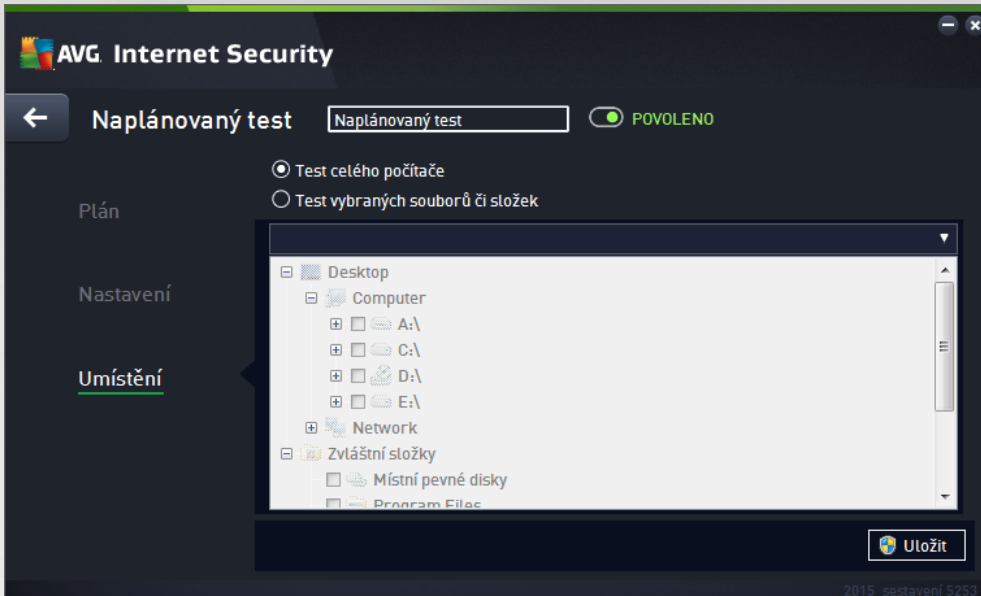 AVG Internet Security
Naplánovaný test
Naplánovaný test
POVOLENO
Test celého počítače
Test vybraných souborů či složek
Plán
Nastavení
Umístění
Desktop
Computer
A:\
C:\
D:\
E:\
Network
Zvláštní složky
Místní pevné disky
Program Files
Uložit
2015 sestavení 5253